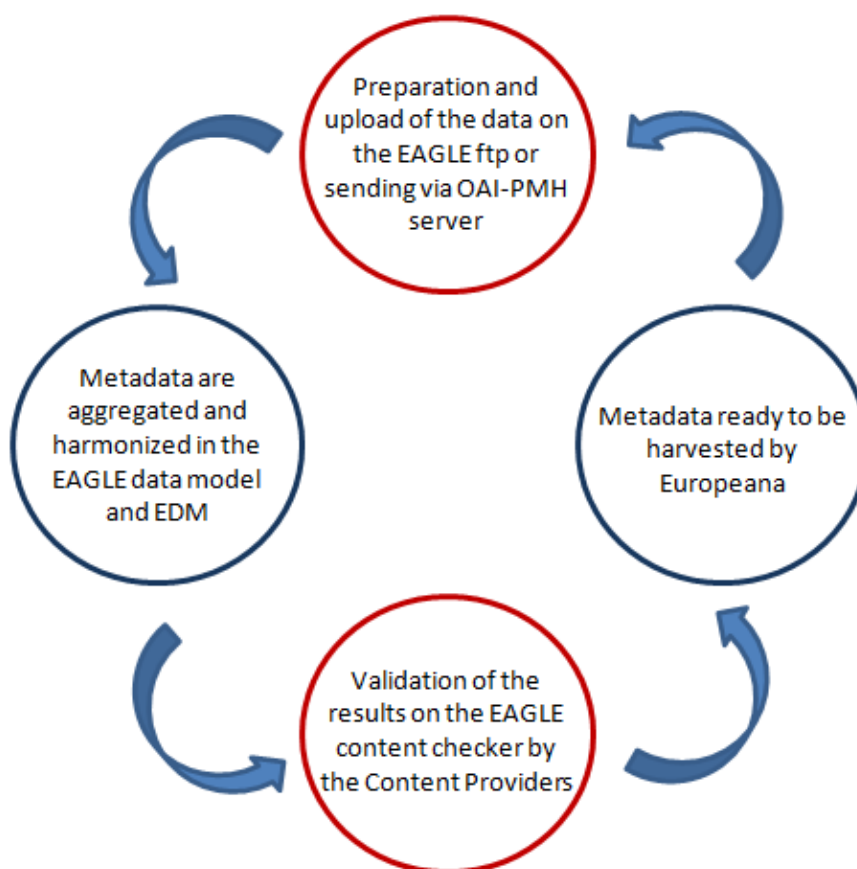 Preparation and
upload of the data on
the EAGLE ftp or
sending via OAI-PMH
server
Metadata are
aggregated and
harmonized in the
EAGLE data model
and EDM
Metadata ready to be
harvested by
Europeana
Validation of the
results on the EAGLE
content checker by
the Content Providers